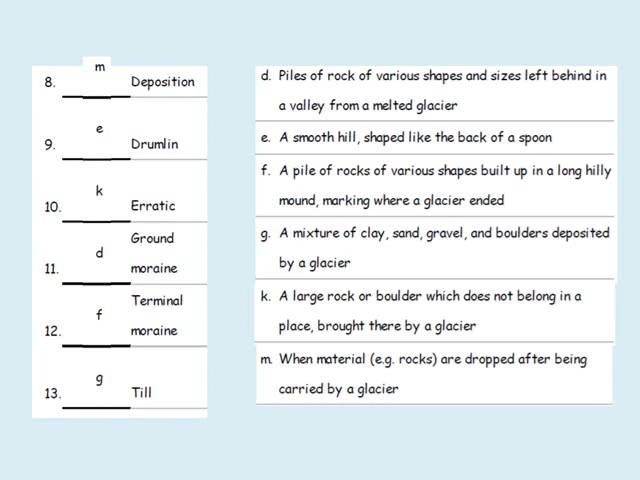 m
8. Deposition
e
9. Drumlin
k
10. Erratic
Ground
d
11. moraine
Terminal
f
12. moraine
g
13. Till
d. Piles of rock of various shapes and sizes left behind in
a valley from a melted glacier
e. A smooth hill, shaped like the back of a spoon
f. A pile of rocks of various shapes built up in a long hilly
mound, marking where a glacier ended
g. A mixture of clay, sand, gravel, and boulders deposited
by a glacier
k. A large rock or boulder which does not belong in a
place, brought there by a glacier
m. When material (e.g. rocks) are dropped after being
carried by a glacier